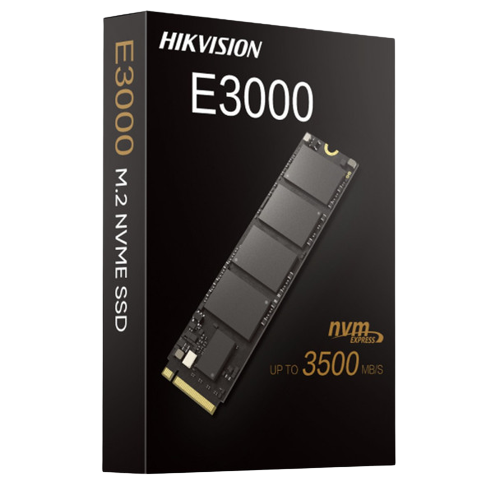 HIKVISION
E3000
nvm
EXPRESS
UP TO 3500 MB/S
E3000 M.2 NVME SSD